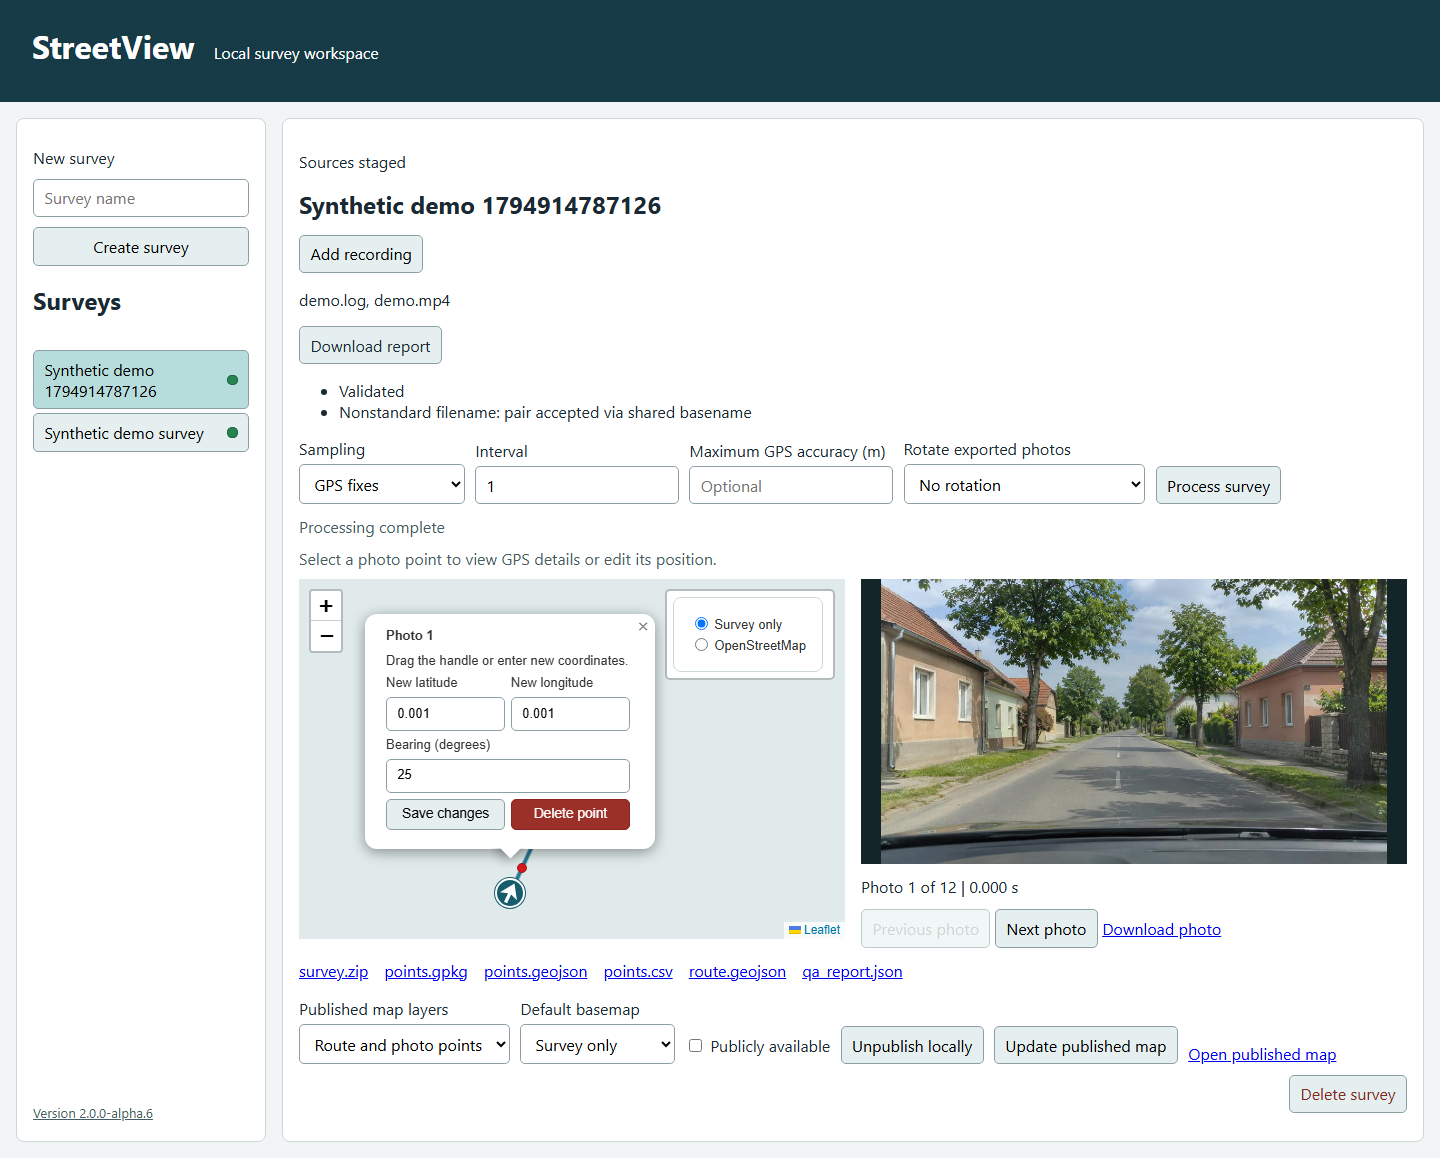 StreetView Local survey workspace
New survey
Survey name
Create survey
Surveys
Synthetic demo
1794914787126
Synthetic demo survey
Version 2.0.0-alpha.6
Sources staged
Synthetic demo 1794914787126
Add recording
demo.log, demo.mp4
Download report
Validated
Nonstandard filename: pair accepted via shared basename
Sampling Interval Maximum GPS accuracy (m) Rotate exported photos
GPS fixes 1 Optional No rotation Process survey
Processing complete
Select a photo point to view GPS details or edit its position.
+
−
Photo 1 ×
Drag the handle or enter new coordinates.
New latitude New longitude
0.001 0.001
Bearing (degrees)
25
Save changes Delete point
Survey only
OpenStreetMap
Leaflet
Photo 1 of 12 | 0.000 s
Previous photo Next photo Download photo
survey.zip points.gpkg points.geojson points.csv route.geojson qa_report.json
Published map layers Default basemap
Route and photo points Survey only Publicly available Unpublish locally Update published map Open published map
Delete survey